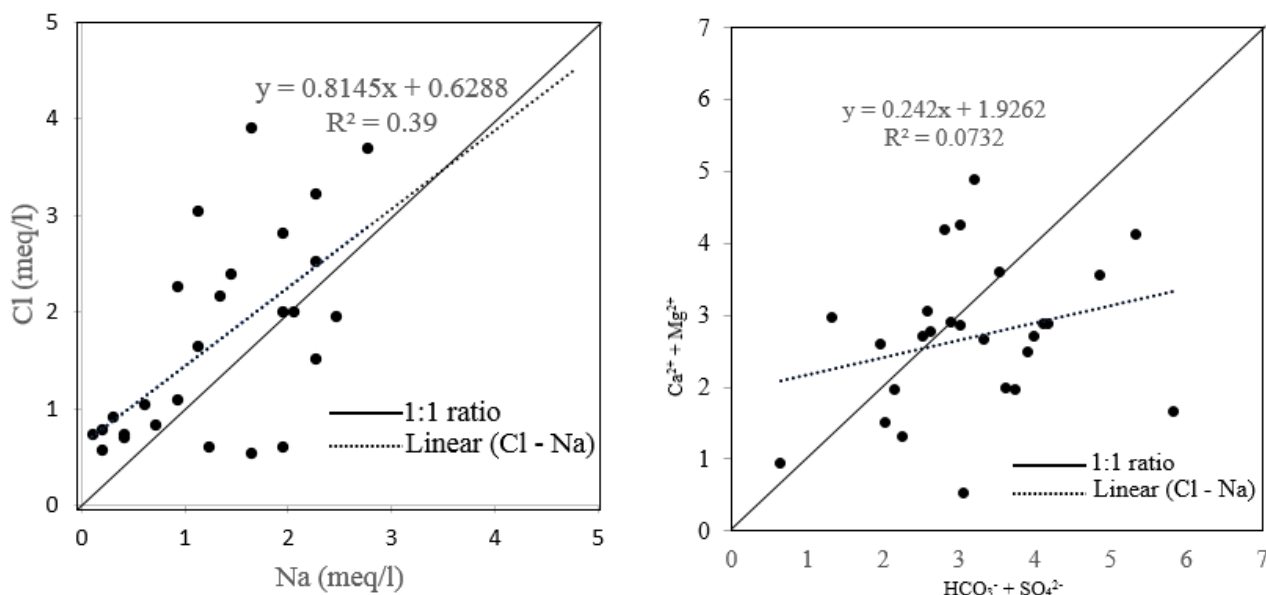 5
4
3
2
1
0
Cl (meq/l)
y = 0.8145x + 0.6288
R² = 0.39
1:1 ratio
Linear (Cl - Na)
0 1 2 3 4 5
Na (meq/l)
7
6
5
4
3
2
1
0
Ca²⁺ + Mg²⁺
y = 0.242x + 1.9262
R² = 0.0732
1:1 ratio
Linear (Cl - Na)
0 1 2 3 4 5 6 7
HCO₃⁻ + SO₄²⁻